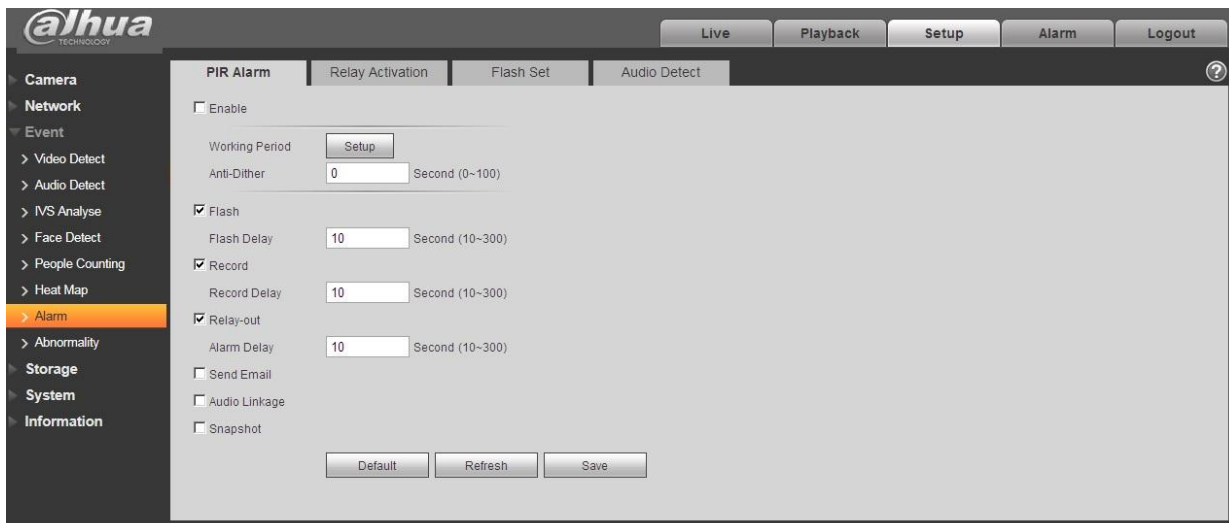 alhua
TECHNOLOGY
Live
Playback
Setup
Alarm
Logout
Camera
Network
Event
> Video Detect
> Audio Detect
> IVS Analyse
> Face Detect
> People Counting
> Heat Map
> Alarm
> Abnormality
Storage
System
Information
PIR Alarm
Relay Activation
Flash Set
Audio Detect
?
Enable
Working Period Setup
Anti-Dither 0 Second (0~100)
Flash
Flash Delay 10 Second (10~300)
Record
Record Delay 10 Second (10~300)
Relay-out
Alarm Delay 10 Second (10~300)
Send Email
Audio Linkage
Snapshot
Default Refresh Save